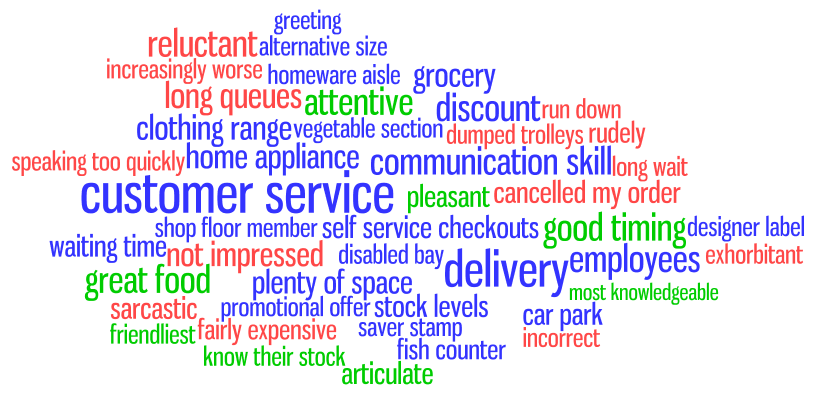 greeting
reluctant alternative size
increasingly worse homeware aisle grocery
long queues attentive discount run down
clothing range vegetable section dumped trolleys rudely
speaking too quickly home appliance communication skill long wait
customer service pleasant cancelled my order
shop floor member self service checkouts good timing designer label
waiting time not impressed disabled bay delivery employees exhorbitant
great food plenty of space most knowledgeable
sarcastic promotional offer stock levels car park
friendliest fairly expensive saver stamp incorrect
know their stock fish counter
articulate